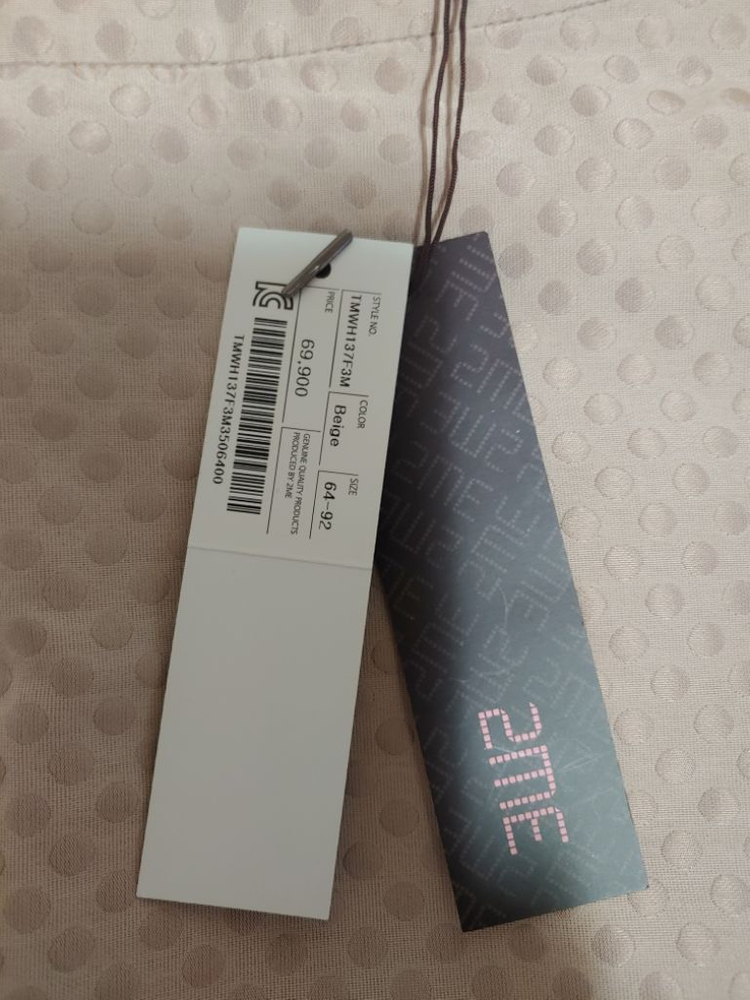 STYLE NO.
TMWH137F3M
COLOR
Beige
SIZE
64-92
PRICE
69,900
GENUINE QUALITY PRODUCTS
PRODUCED BY 2ME
TMWH137F3M3506400
2ME